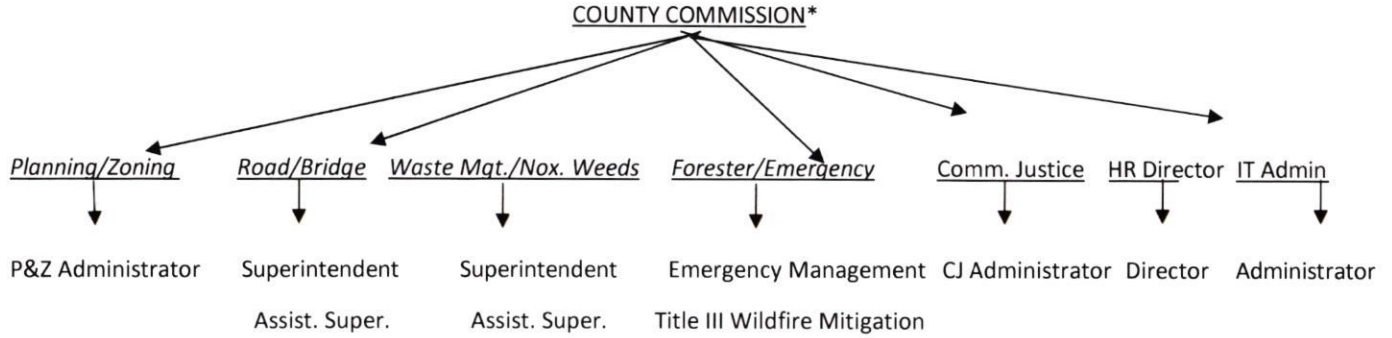 COUNTY COMMISSION*
Planning/Zoning Road/Bridge Waste Mgt./Nox. Weeds Forester/Emergency Comm. Justice HR Director IT Admin
P&Z Administrator Superintendent Superintendent Emergency Management CJ Administrator Director Administrator
Assist. Super. Assist. Super. Title III Wildfire Mitigation